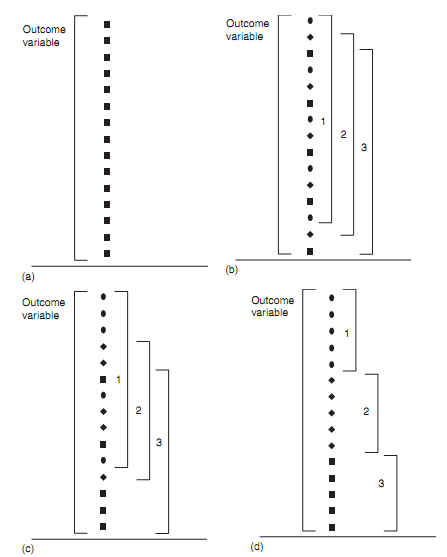 Outcome
variable
(a)
Outcome
variable
1
2
3
(b)
Outcome
variable
1
2
3
(c)
Outcome
variable
1
2
3
(d)